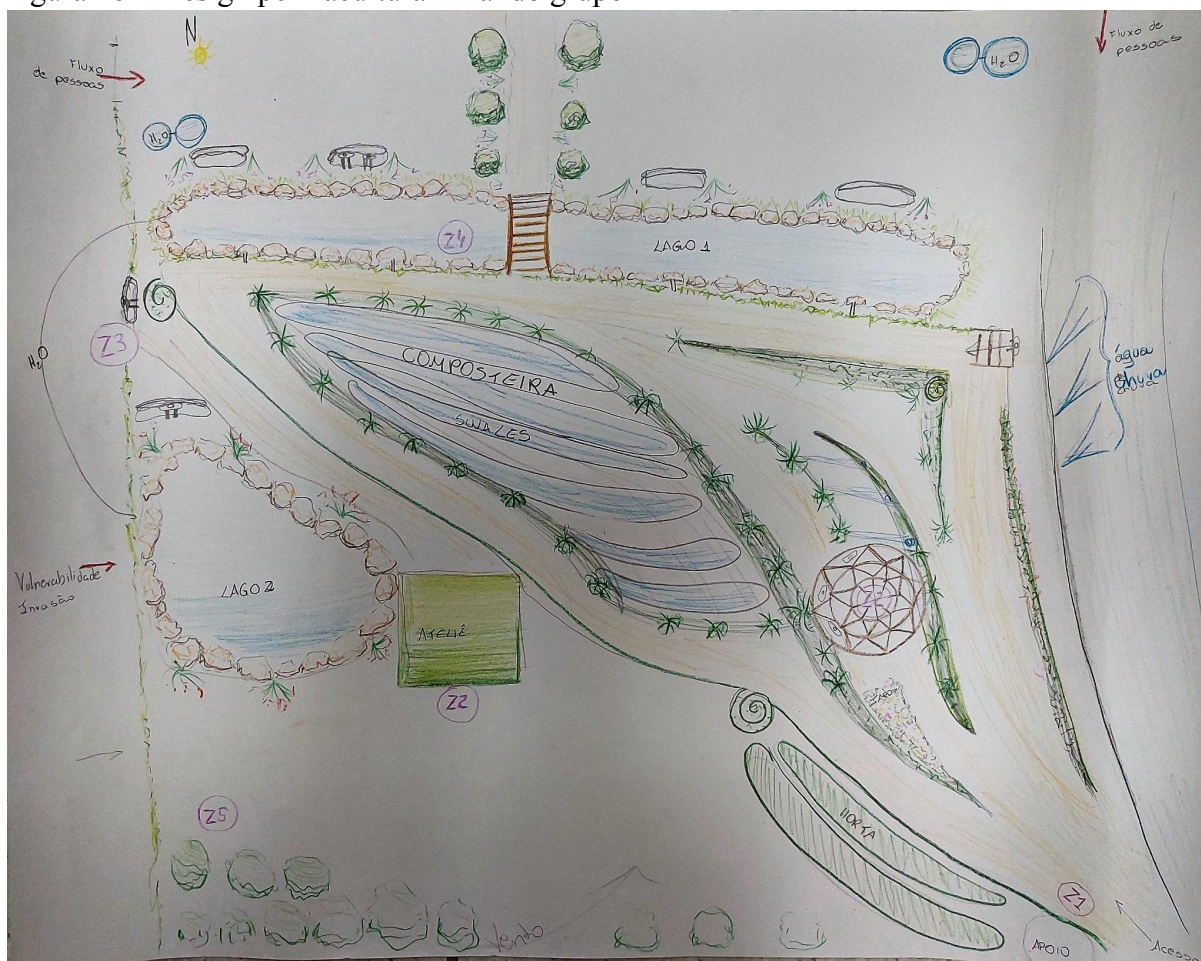 N
Fluxo
de pessoas
H₂O
H₂O
Fluxo de
pessoas
Z4
LAGO 1
Z3
H₂O
COMPOSTEIRA
SWALES
água
chuva
Vulnerabilidade
Invasão
LAGO 2
ATELIÊ
Z2
Z5
HORTA
Vento
Z1
APOIO
Acesso